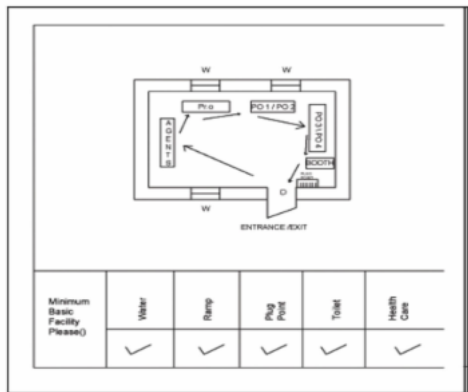 W
W
Pr.o
PO 1 / PO 2
AGENTS
PO 3 / PO 4
BOOTH
D
W
ENTRANCE /EXIT
Minimum
Basic
Facility
Please()
Water
Ramp
Plug
Point
Toilet
Health
Care